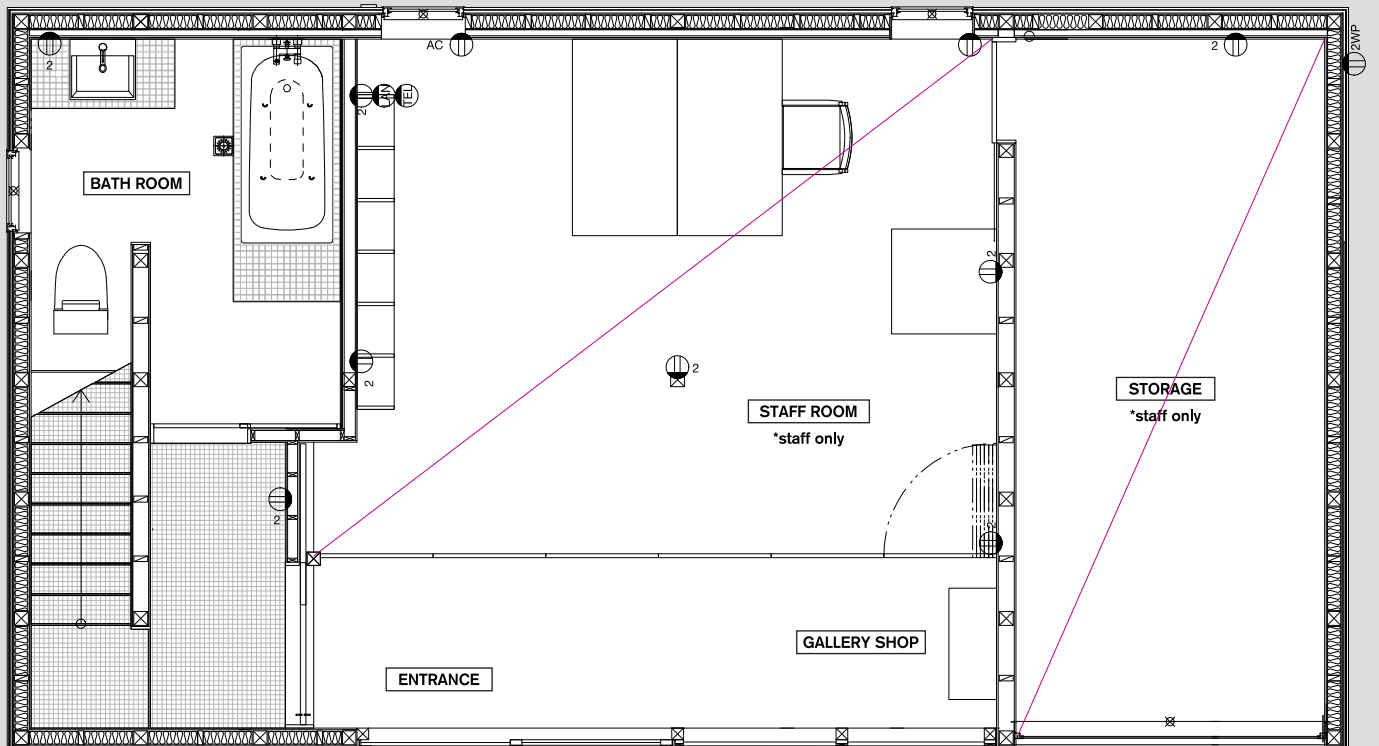 2
AC
2
2WP
2
LAN
TEL
BATH ROOM
2
2
2
STAFF ROOM
*staff only
STORAGE
*staff only
2
2
GALLERY SHOP
ENTRANCE